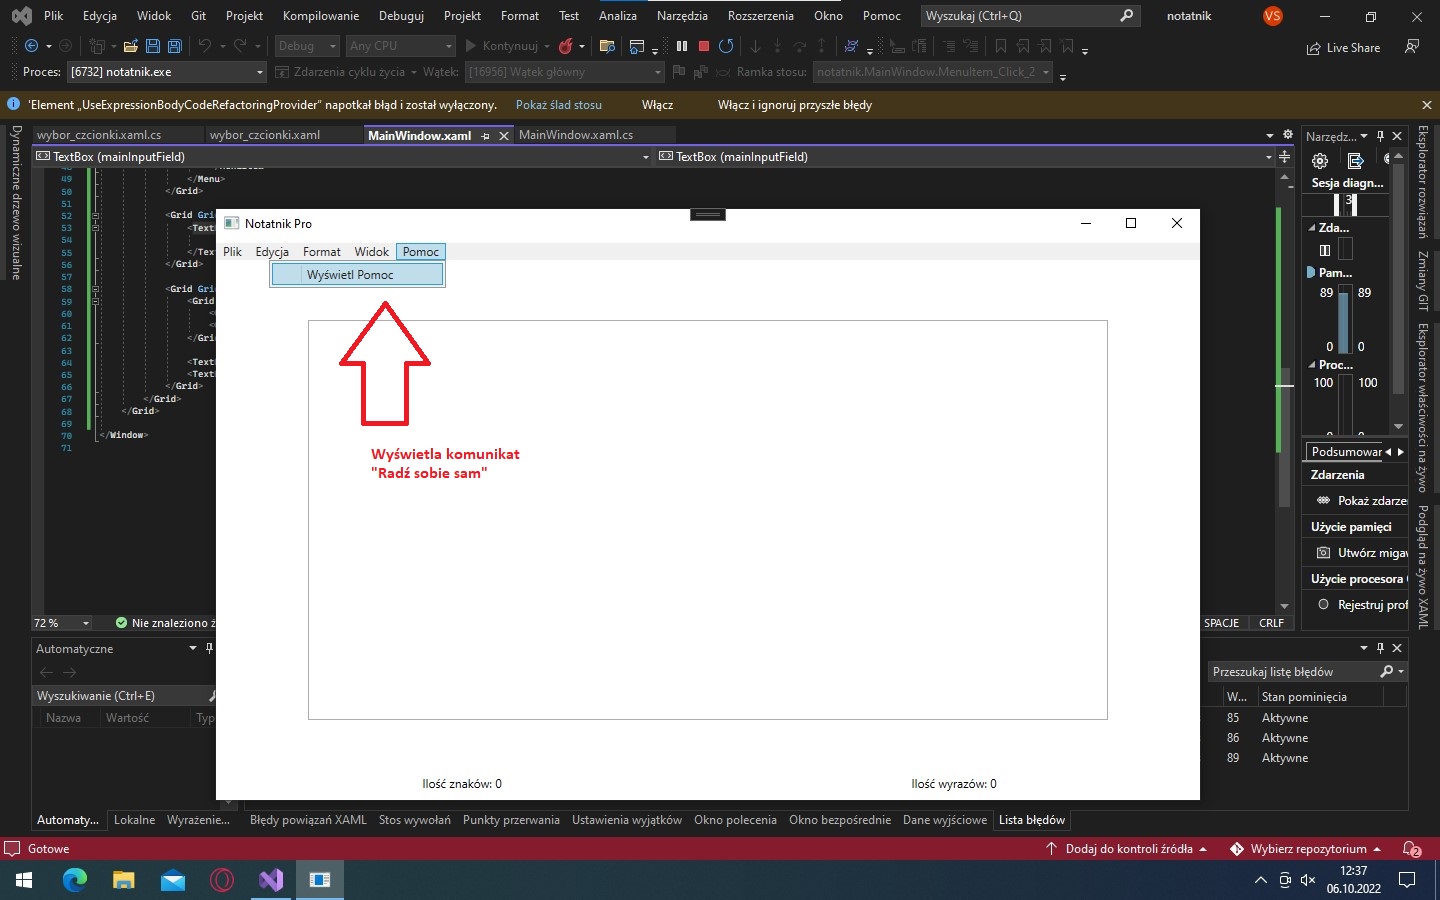 Plik Edycja Widok Git Projekt Kompilowanie Debuguj Projekt Format Test Analiza Narzędzia Rozszerzenia Okno Pomoc Wyszukaj (Ctrl+Q) notatnik VS
Debug Any CPU Kontynuuj Live Share
Proces: [6732] notatnik.exe Zdarzenia cyklu życia Wątek: [16956] Wątek główny Ramka stosu: notatnik.MainWindow.MenuItem_Click_2
'Element „UseExpressionBodyCodeRefactoringProvider” napotkał błąd i został wyłączony. Pokaż ślad stosu Włącz Włącz i ignoruj przyszłe błędy
Dynamiczne drzewo wizualne
wybor_czcionki.xaml.cs wybor_czcionki.xaml MainWindow.xaml MainWindow.xaml.cs
TextBox (mainInputField) TextBox (mainInputField)
49 </Menu>
50 </Grid>
51
52 <Grid Gri
53 <Text
54
55 </Te
56 </Grid>
57
58 <Grid Gri
59 <Grid
60 <
61 <
62 </Gri
63
64 <Text
65 <Text
66 </Grid>
67 </Grid>
68 </Grid>
69
70 </Window>
71
72 % Nie znaleziono ż
SPACJE CRLF
Notatnik Pro
Plik Edycja Format Widok Pomoc
Wyświetl Pomoc
Wyświetla komunikat
"Radź sobie sam"
Ilość znaków: 0 Ilość wyrazów: 0
Narzędz...
Sesja diagn...
3
Zda...
Pam...
89 89
0 0
Proc...
100 100
0 0
Podsumowar
Zdarzenia
Pokaż zdarze
Użycie pamięci
Utwórz migaw
Użycie procesora
Rejestruj prof
Eksplorator rozwiązań
Zmiany GIT
Eksplorator właściwości na żywo
Podgląd na żywo XAML
Automatyczne
Wyszukiwanie (Ctrl+E)
Nazwa Wartość Typ
Przeszukaj listę błędów
W... Stan pominięcia
85 Aktywne
86 Aktywne
89 Aktywne
Automaty... Lokalne Wyrażenie... Błędy powiązań XAML Stos wywołań Punkty przerwania Ustawienia wyjątków Okno polecenia Okno bezpośrednie Dane wyjściowe Lista błędów
Gotowe Dodaj do kontroli źródła Wybierz repozytorium 2
12:37
06.10.2022